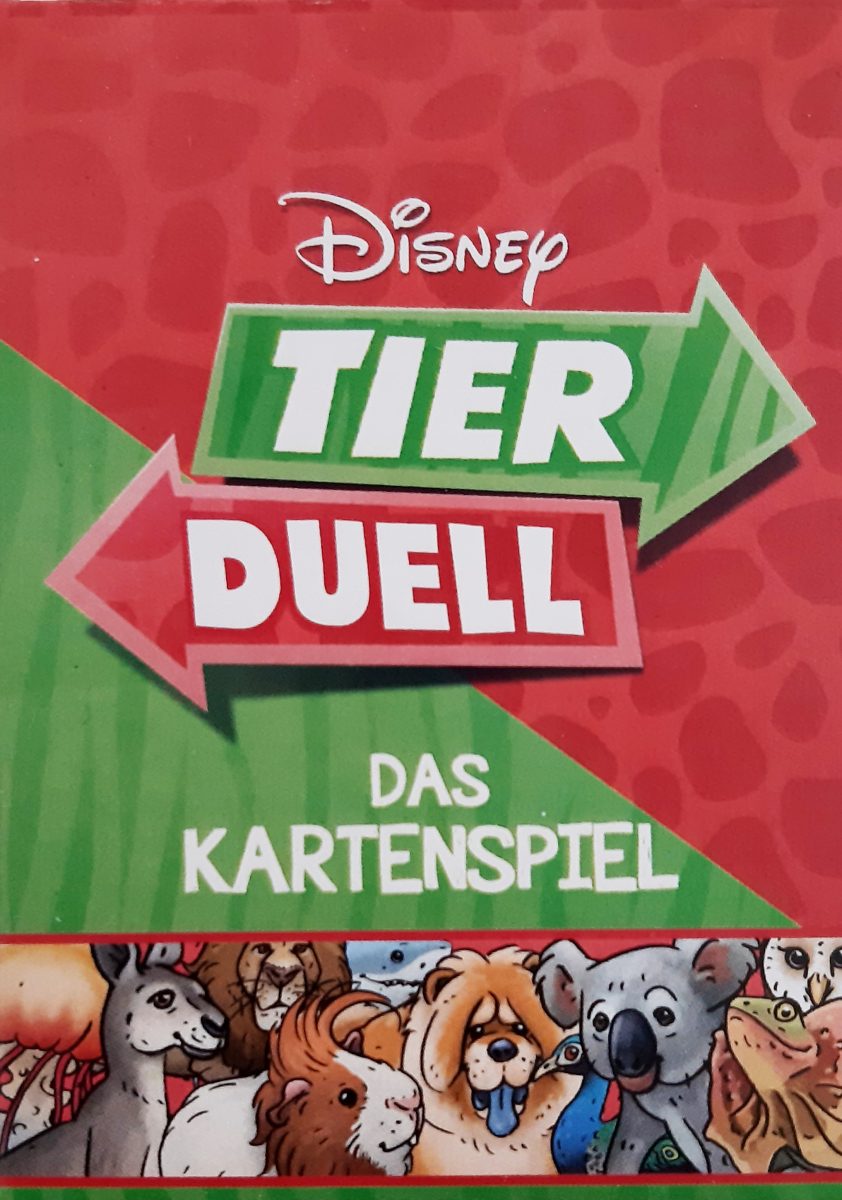 Disney
TIER
DUELL
DAS
KARTENSPIEL